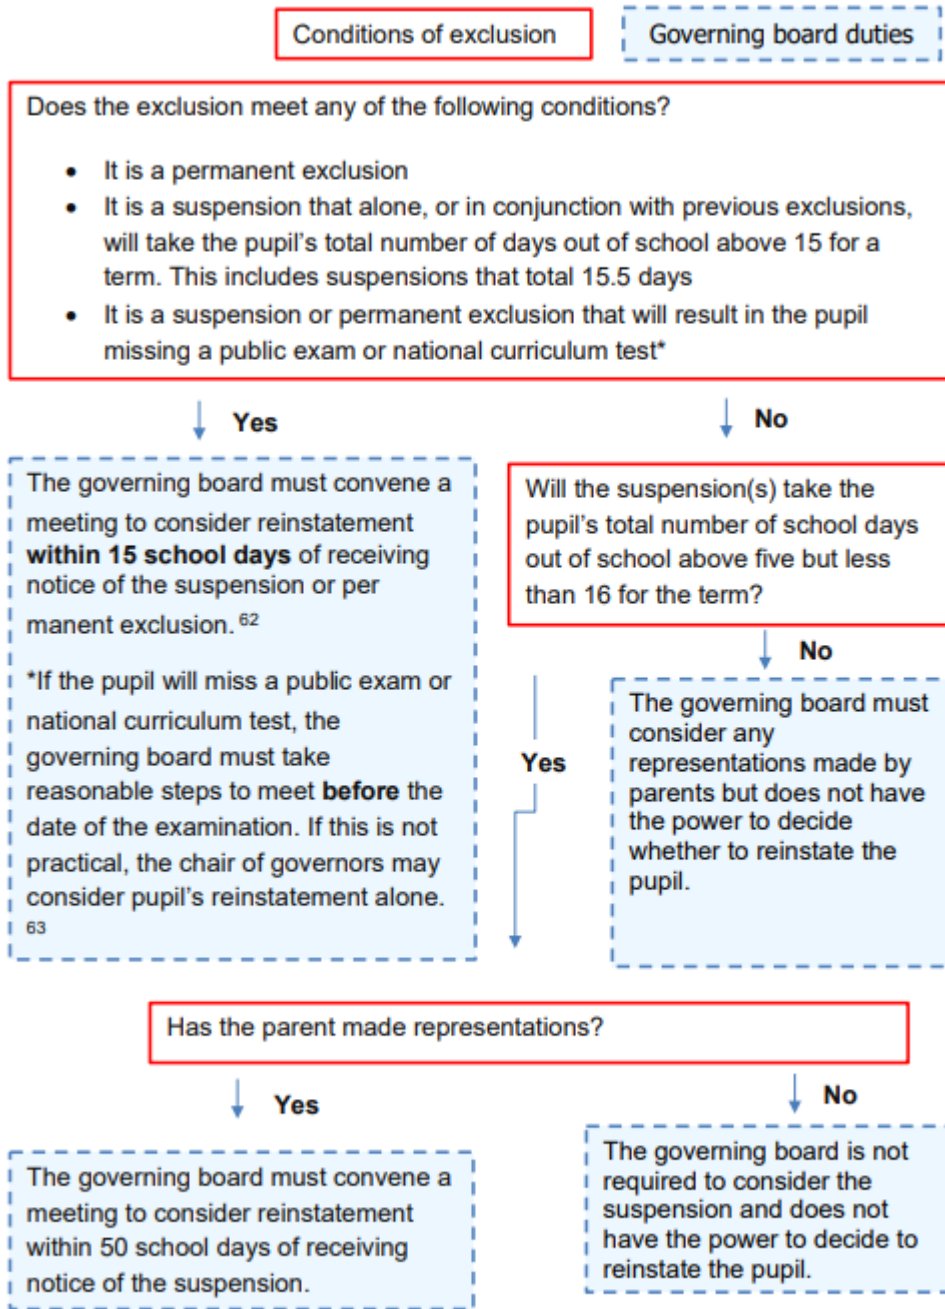 Conditions of exclusion
Governing board duties
Does the exclusion meet any of the following conditions?
• It is a permanent exclusion
• It is a suspension that alone, or in conjunction with previous exclusions,
will take the pupil's total number of days out of school above 15 for a
term. This includes suspensions that total 15.5 days
• It is a suspension or permanent exclusion that will result in the pupil
missing a public exam or national curriculum test*
Yes
No
The governing board must convene a
meeting to consider reinstatement
within 15 school days of receiving
notice of the suspension or per
manent exclusion. 62
*If the pupil will miss a public exam or
national curriculum test, the
governing board must take
reasonable steps to meet before the
date of the examination. If this is not
practical, the chair of governors may
consider pupil's reinstatement alone.
63
Will the suspension(s) take the
pupil's total number of school days
out of school above five but less
than 16 for the term?
No
Yes
The governing board must
consider any
representations made by
parents but does not have
the power to decide
whether to reinstate the
pupil.
Has the parent made representations?
Yes
No
The governing board must convene a
meeting to consider reinstatement
within 50 school days of receiving
notice of the suspension.
The governing board is not
required to consider the
suspension and does not
have the power to decide to
reinstate the pupil.